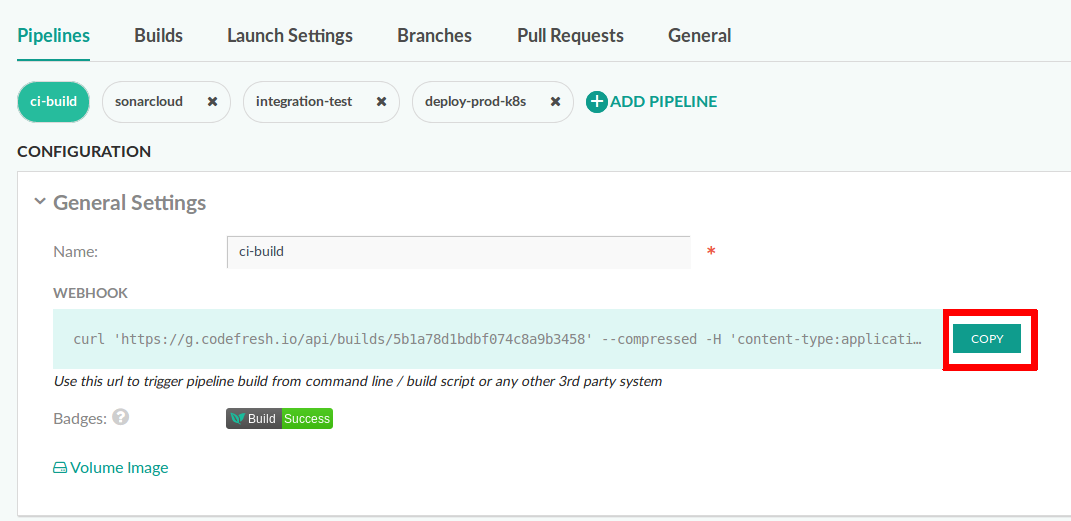 Pipelines Builds Launch Settings Branches Pull Requests General
ci-build sonarcloud × integration-test × deploy-prod-k8s × + ADD PIPELINE
CONFIGURATION
General Settings
Name: ci-build *
WEBHOOK
curl 'https://g.codefresh.io/api/builds/5b1a78d1bdbf074c8a9b3458' --compressed -H 'content-type:applicati… COPY
Use this url to trigger pipeline build from command line / build script or any other 3rd party system
Badges: ? Build Success
Volume Image